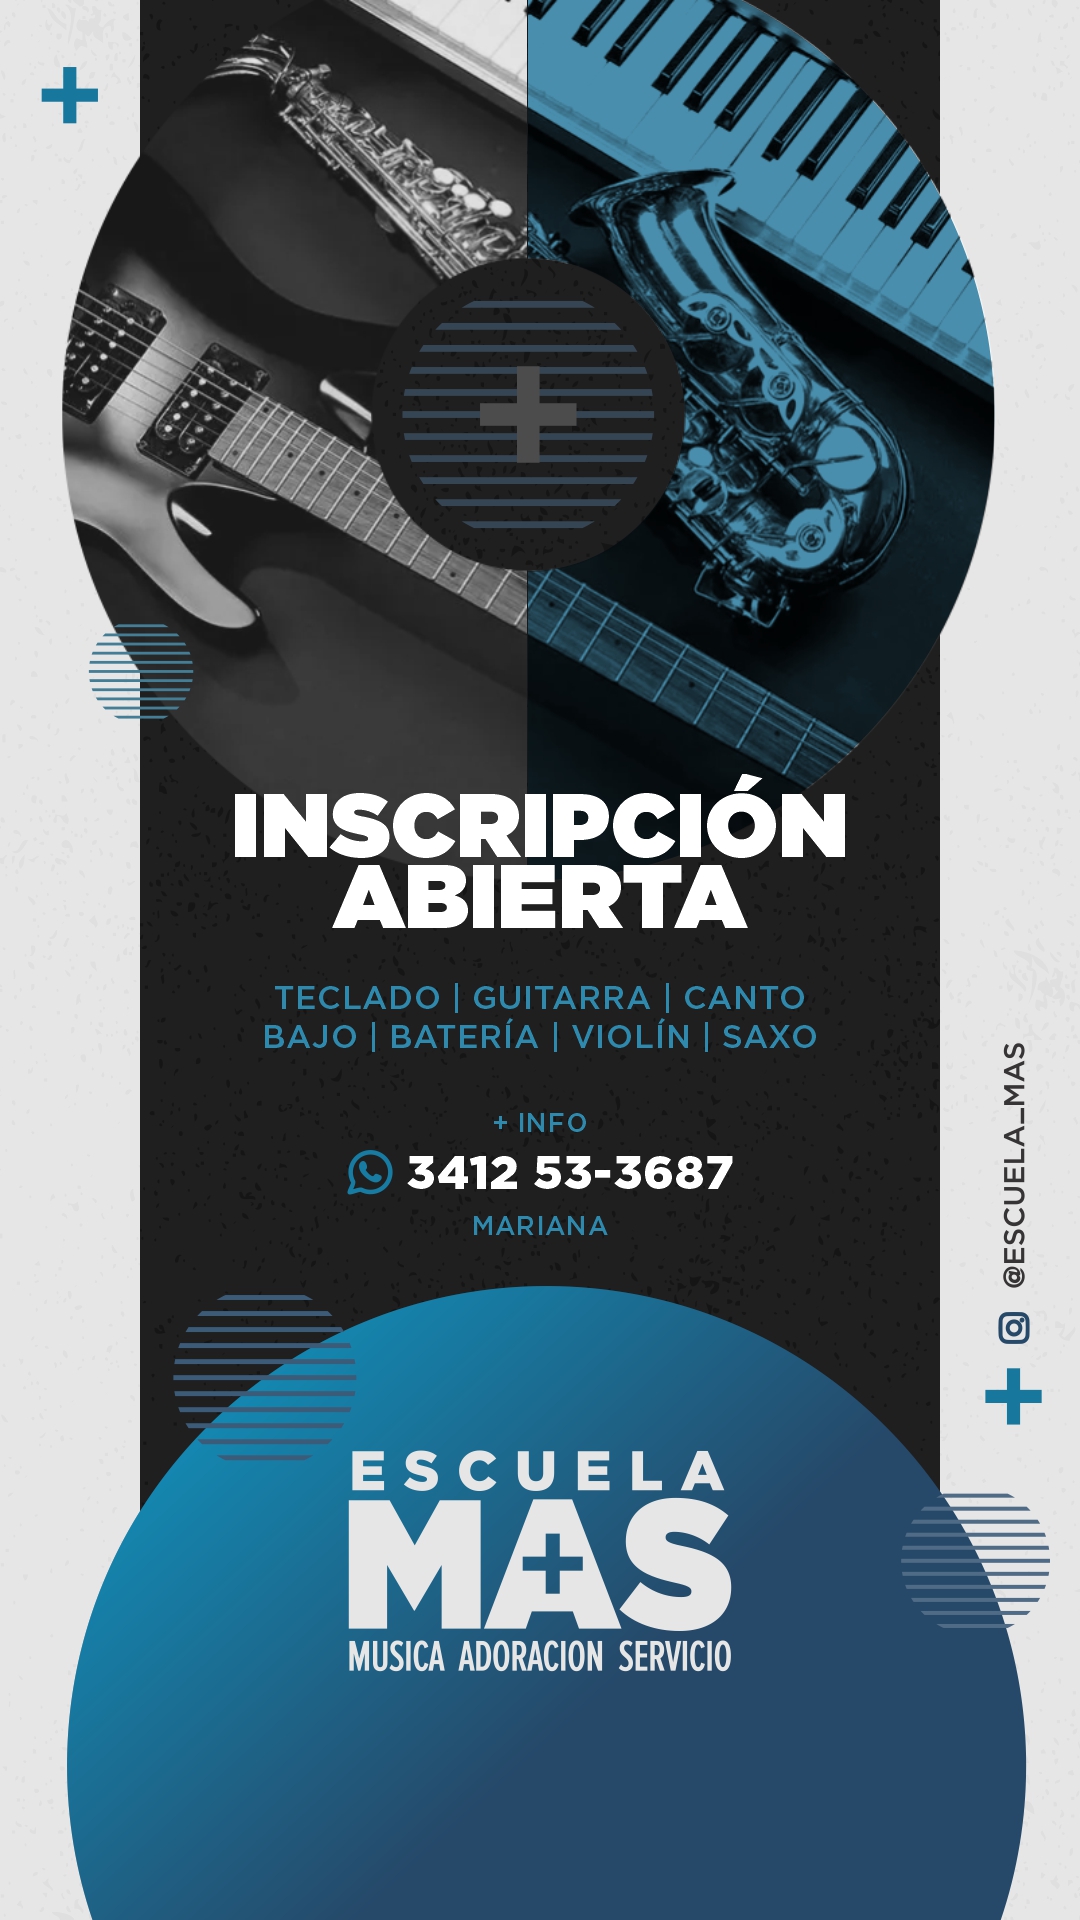 INSCRIPCIÓN
ABIERTA
TECLADO | GUITARRA | CANTO
BAJO | BATERÍA | VIOLÍN | SAXO
+ INFO
3412 53-3687
MARIANA
@ESCUELA_MAS
ESCUELA
MAS
MUSICA ADORACION SERVICIO